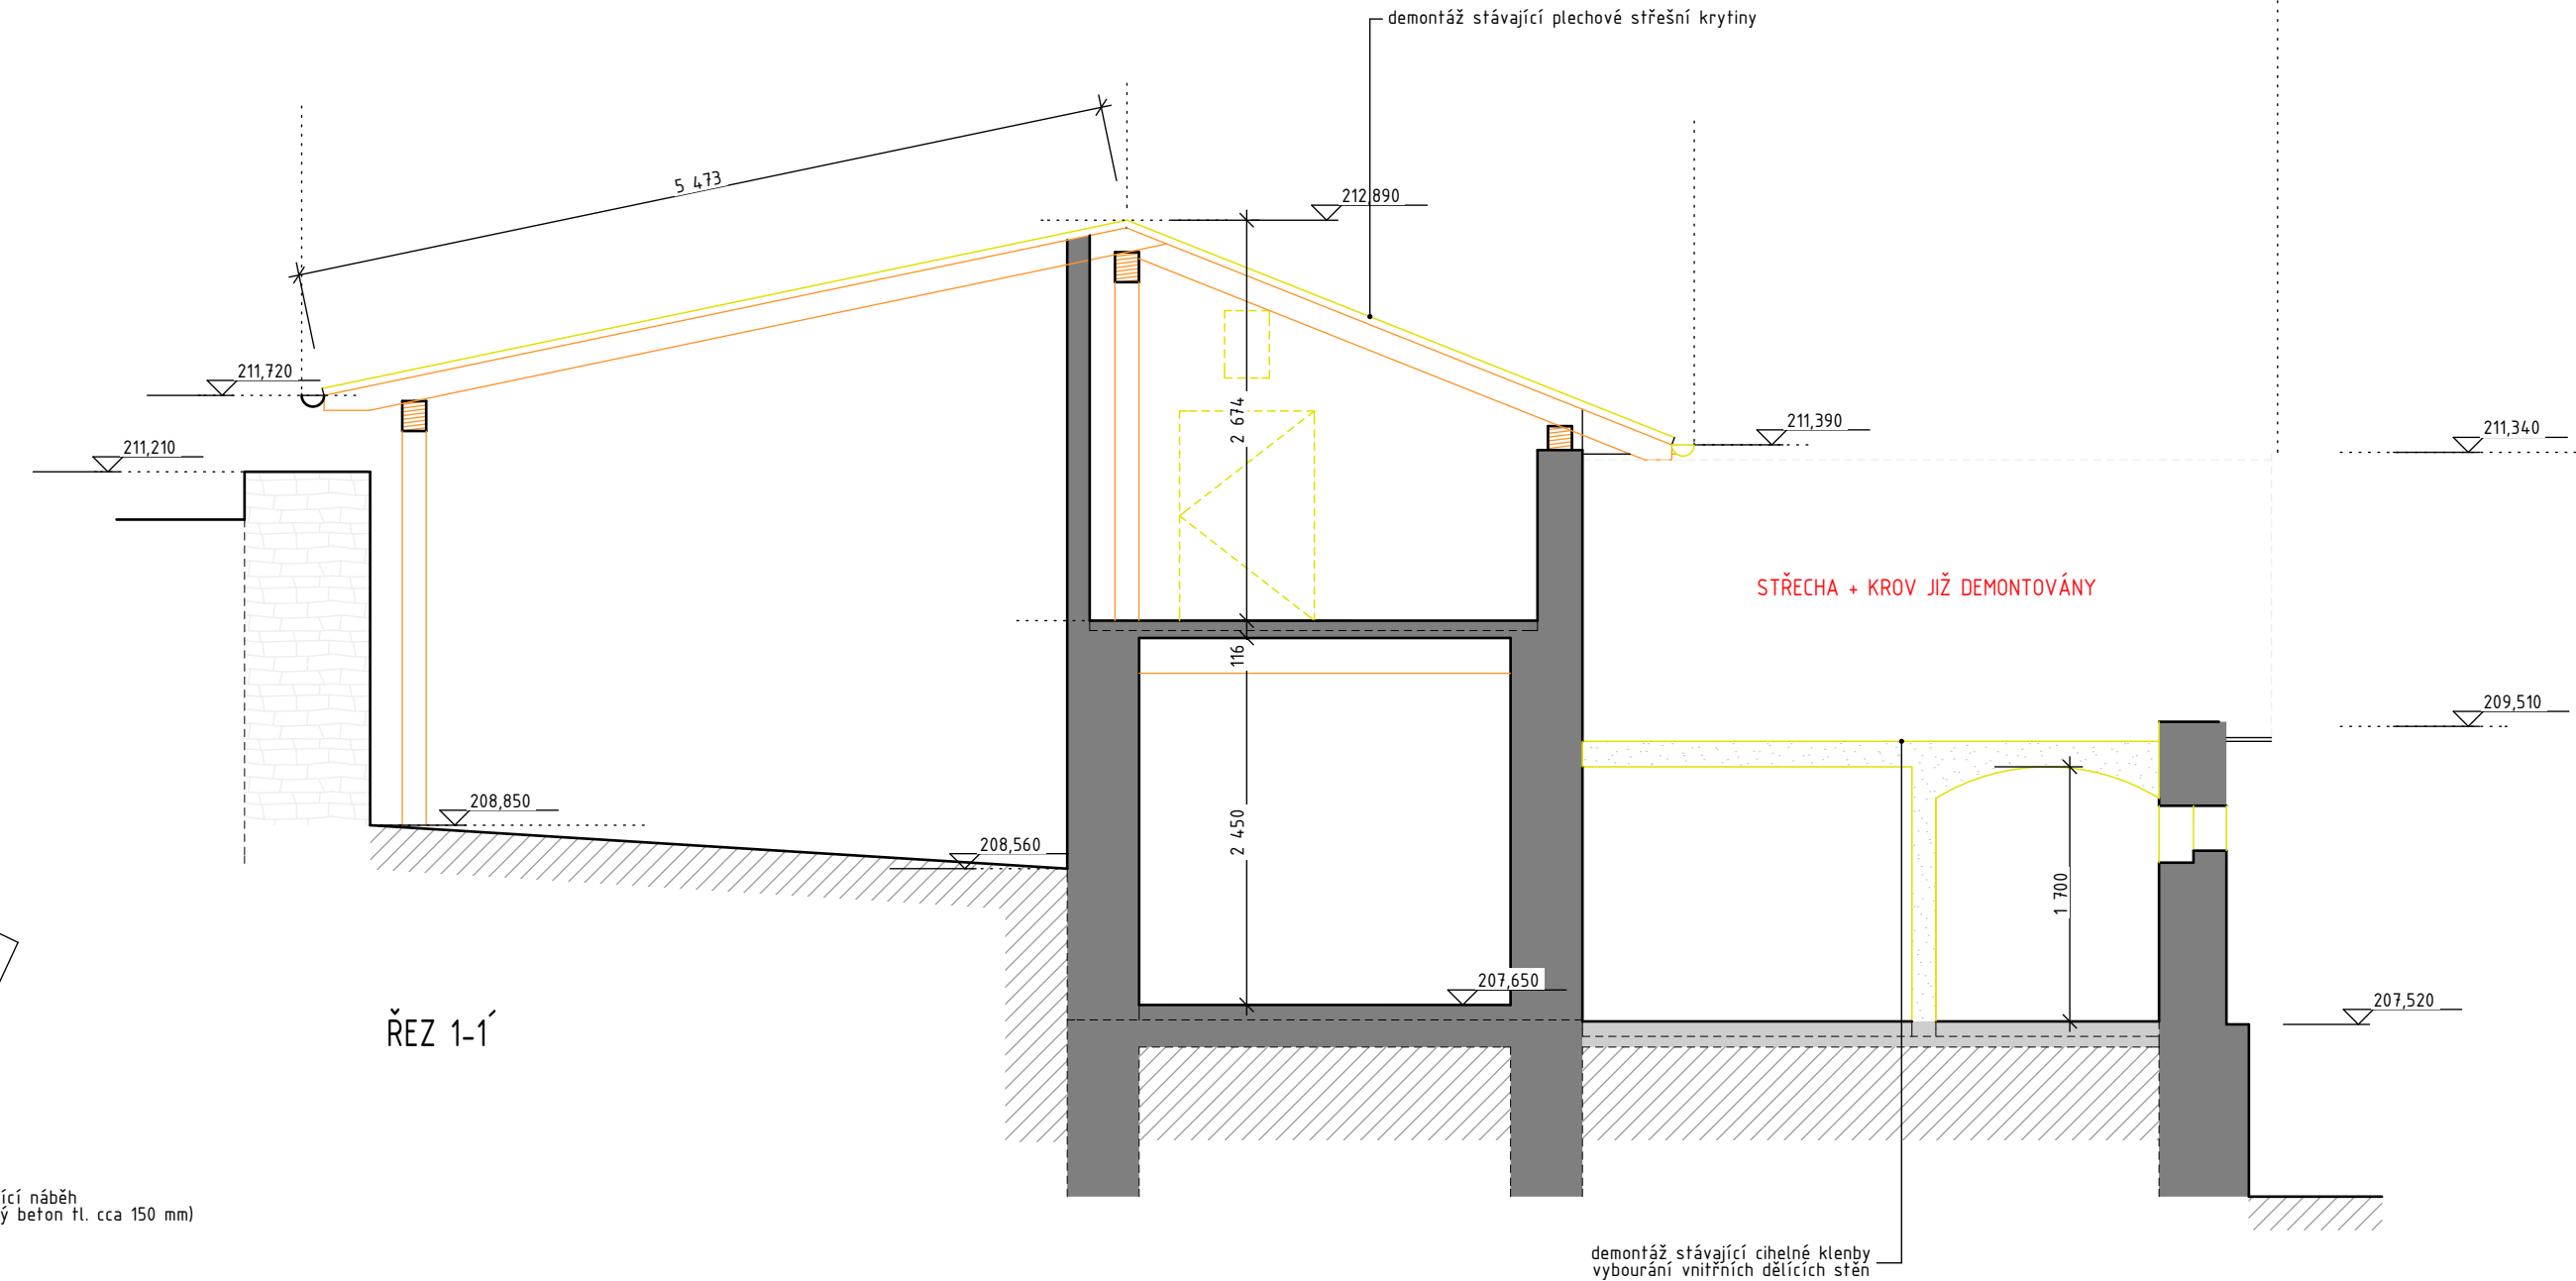 demontáž stávající plechové střešní krytiny
5 473
212,890
211,720
211,390
211,340
211,210
2 674
STŘECHA + KROV JIŽ DEMONTOVÁNY
116
209,510
208,850
2 450
208,560
1 700
207,650
207,520
ŘEZ 1-1´
ící náběh
ý beton tl. cca 150 mm)
demontáž stávající cihelné klenby
vybourání vnitřních dělících stěn